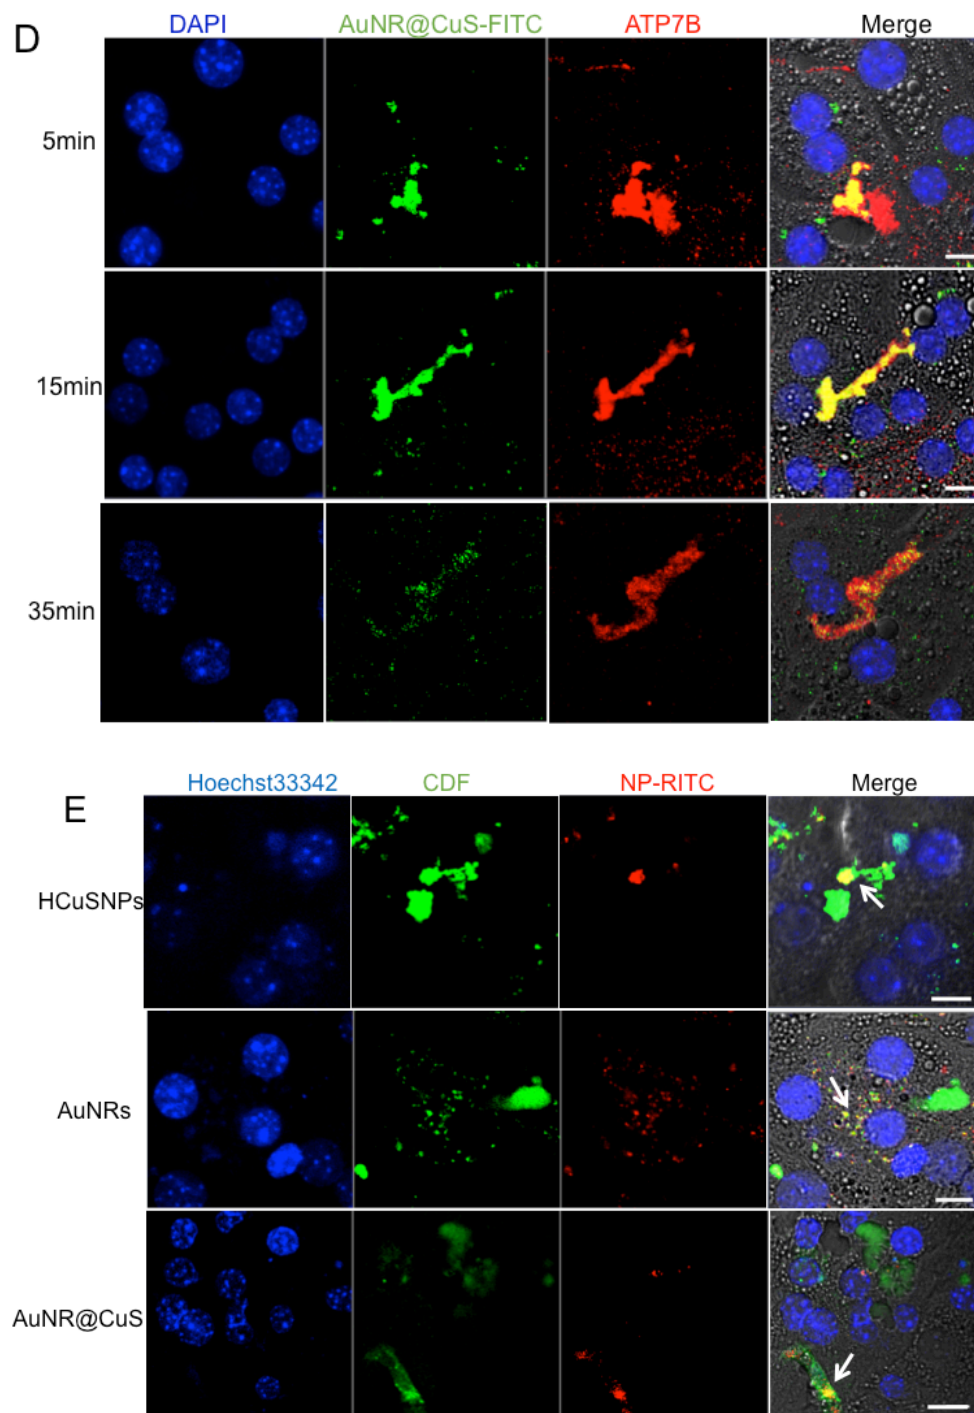 D
DAPI AuNR@CuS-FITC ATP7B Merge
5min
15min
35min
E
Hoechst33342 CDF NP-RITC Merge
HCuSNPs
AuNRs
AuNR@CuS